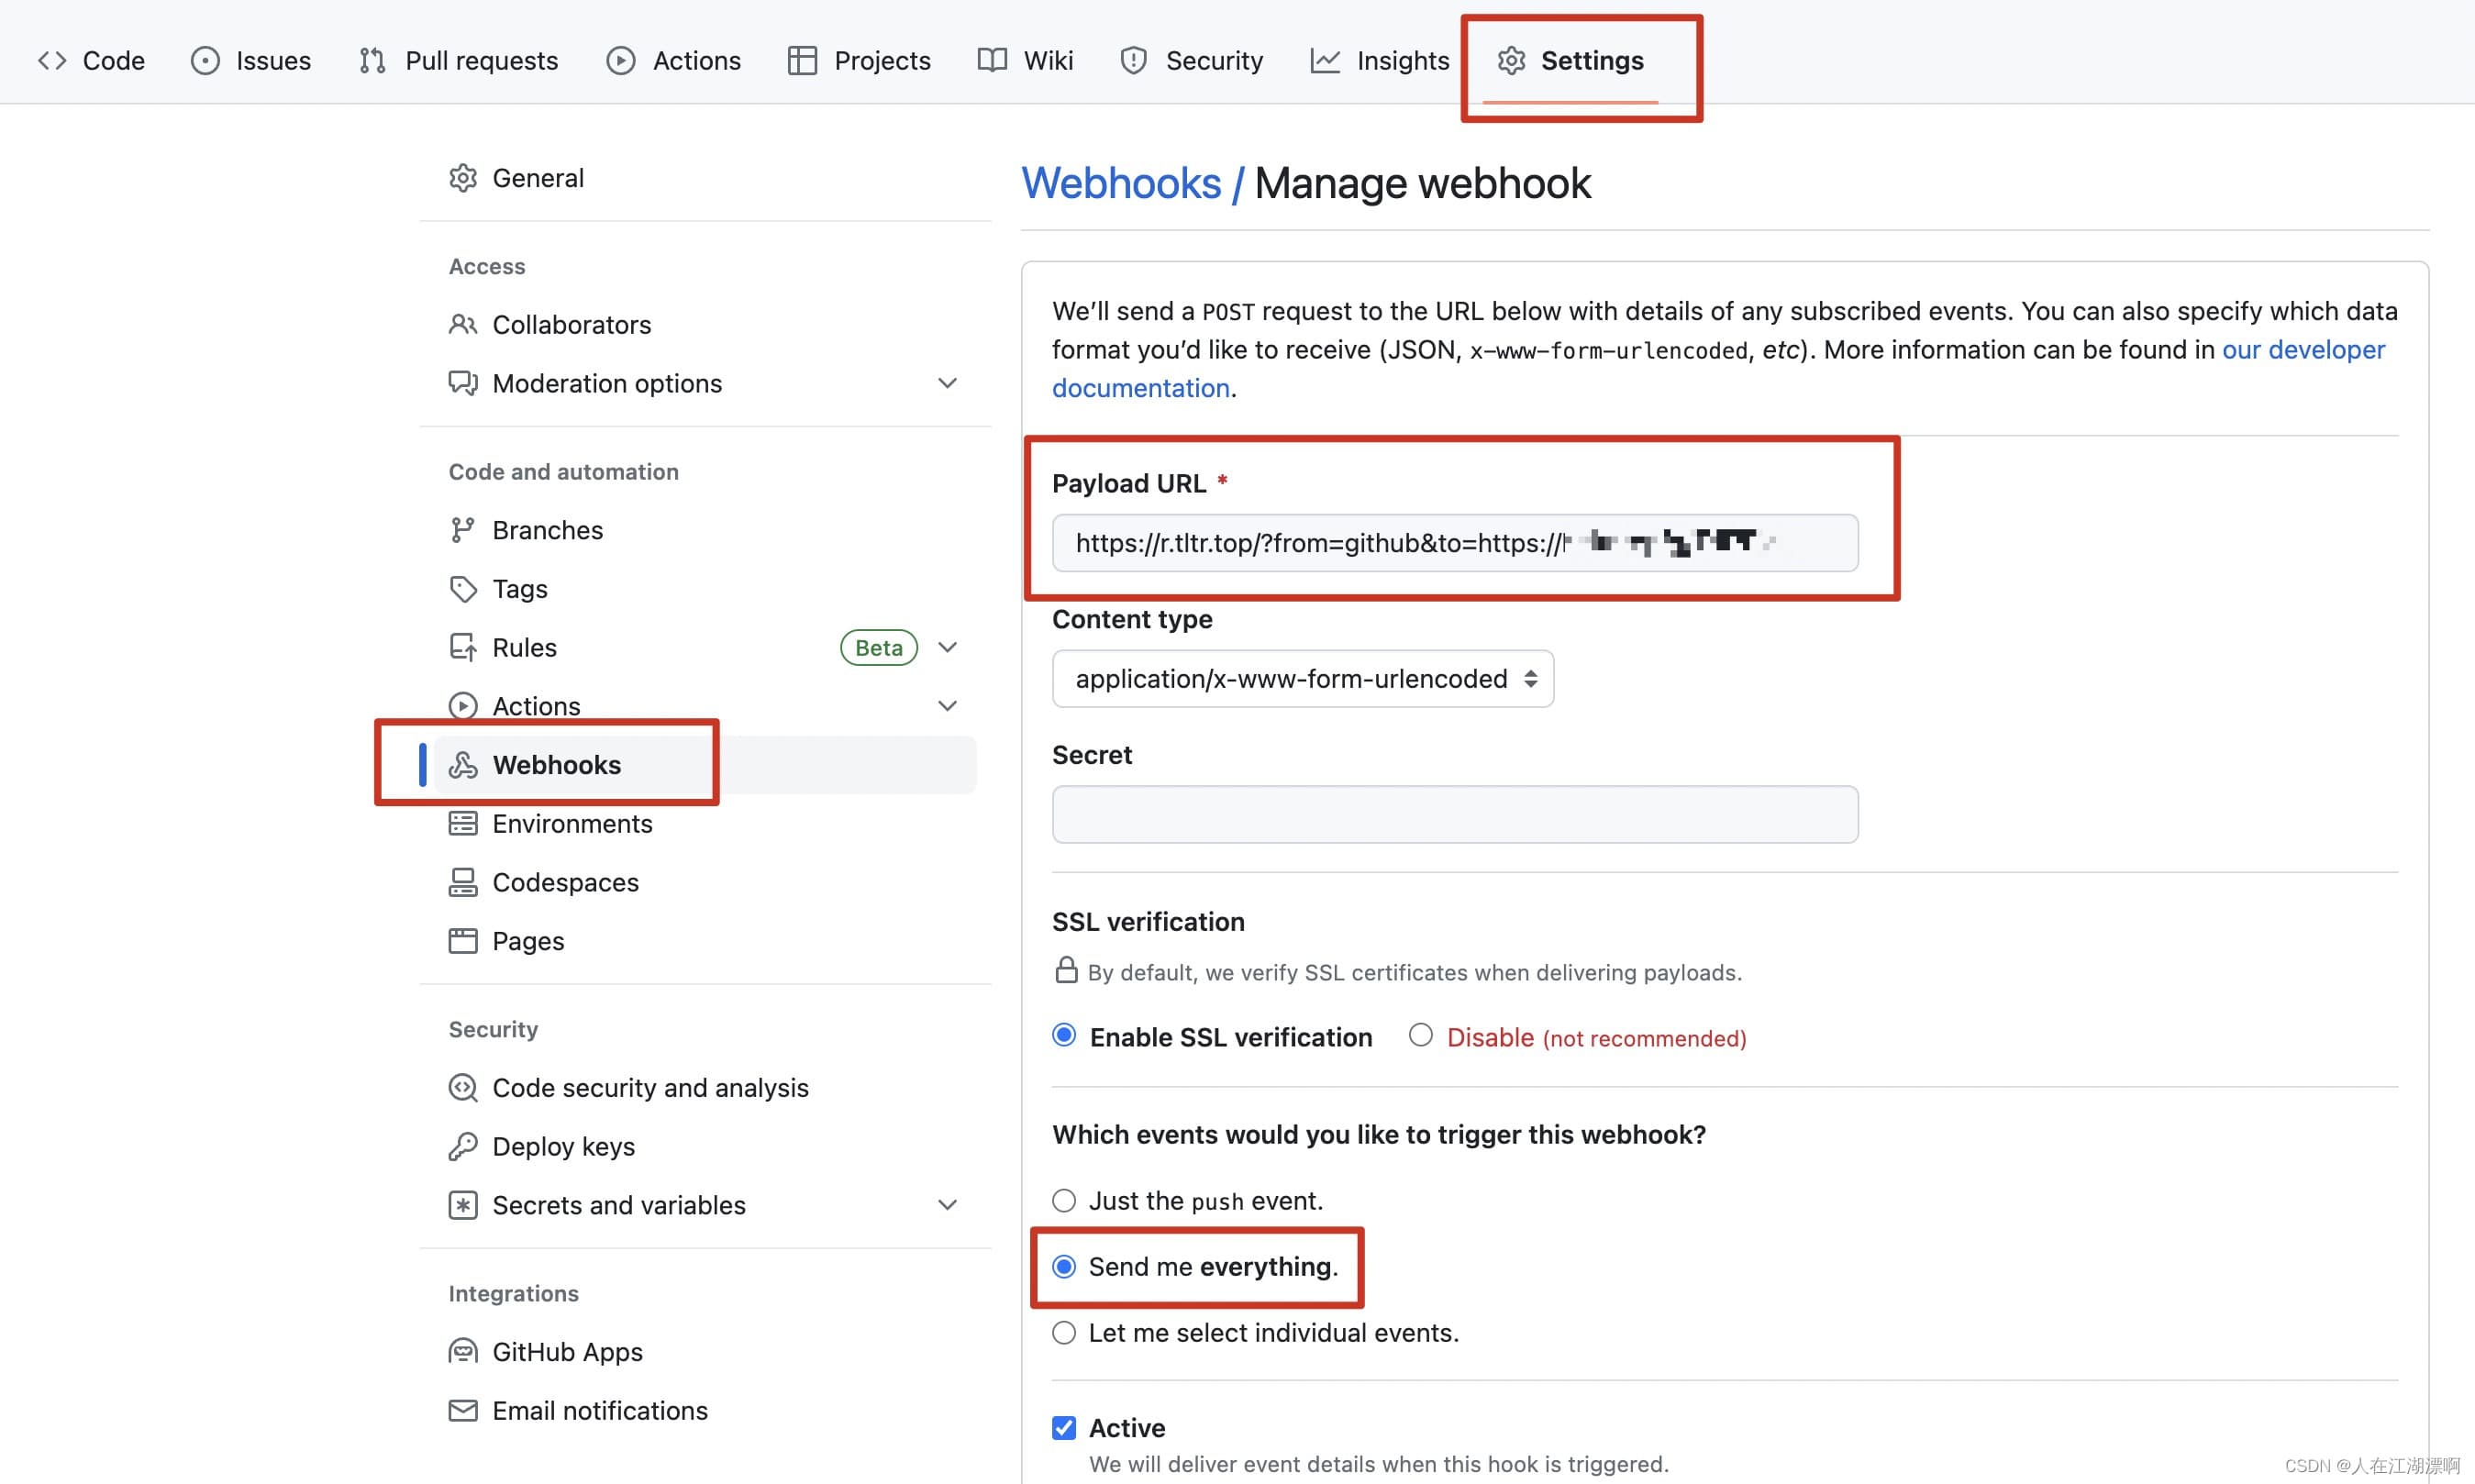 Code Issues Pull requests Actions Projects Wiki Security Insights Settings
General
Access
Collaborators
Moderation options
Code and automation
Branches
Tags
Rules Beta
Actions
Webhooks
Environments
Codespaces
Pages
Security
Code security and analysis
Deploy keys
Secrets and variables
Integrations
GitHub Apps
Email notifications
Webhooks / Manage webhook
We’ll send a POST request to the URL below with details of any subscribed events. You can also specify which data
format you’d like to receive (JSON, x-www-form-urlencoded, etc). More information can be found in our developer
documentation.
Payload URL *
https://r.tltr.top/?from=github&to=https://
Content type
application/x-www-form-urlencoded
Secret
SSL verification
By default, we verify SSL certificates when delivering payloads.
Enable SSL verification Disable (not recommended)
Which events would you like to trigger this webhook?
Just the push event.
Send me everything.
Let me select individual events.
Active
We will deliver event details when this hook is triggered.
CSDN @人在江湖漂啊